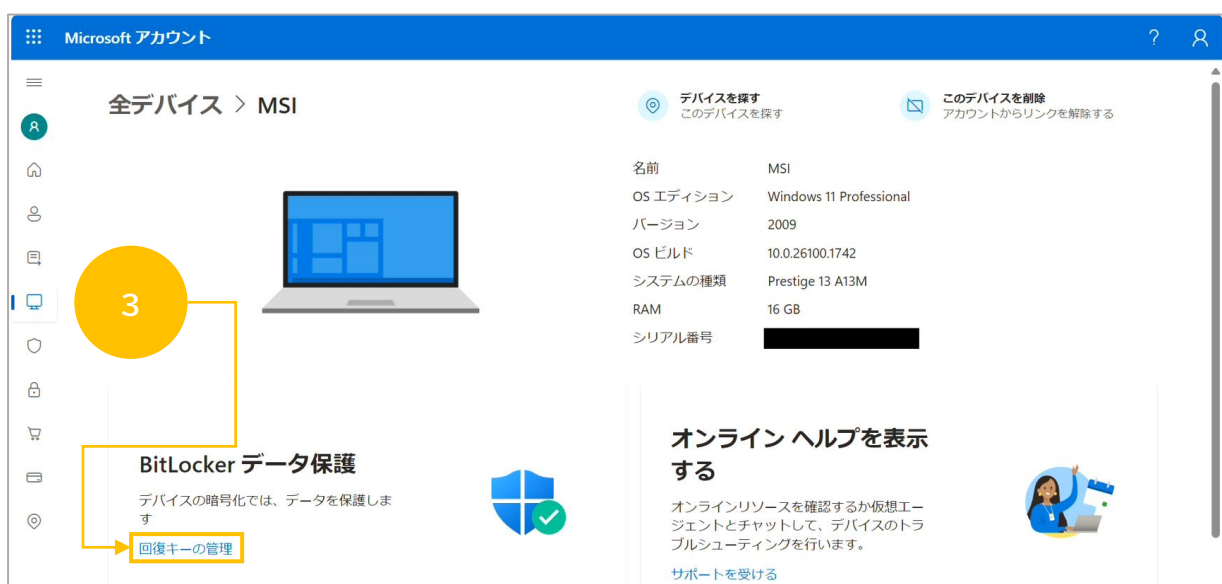 Microsoft アカウント
?
全デバイス > MSI
デバイスを探す
このデバイスを探す
このデバイスを削除
アカウントからリンクを解除する
名前 MSI
OS エディション Windows 11 Professional
バージョン 2009
OS ビルド 10.0.26100.1742
システムの種類 Prestige 13 A13M
RAM 16 GB
シリアル番号
3
BitLocker データ保護
デバイスの暗号化では、データを保護しま
す
回復キーの管理
オンライン ヘルプを表示
する
オンラインリソースを確認するか仮想エー
ジェントとチャットして、デバイスのトラ
ブルシューティングを行います。
サポートを受ける